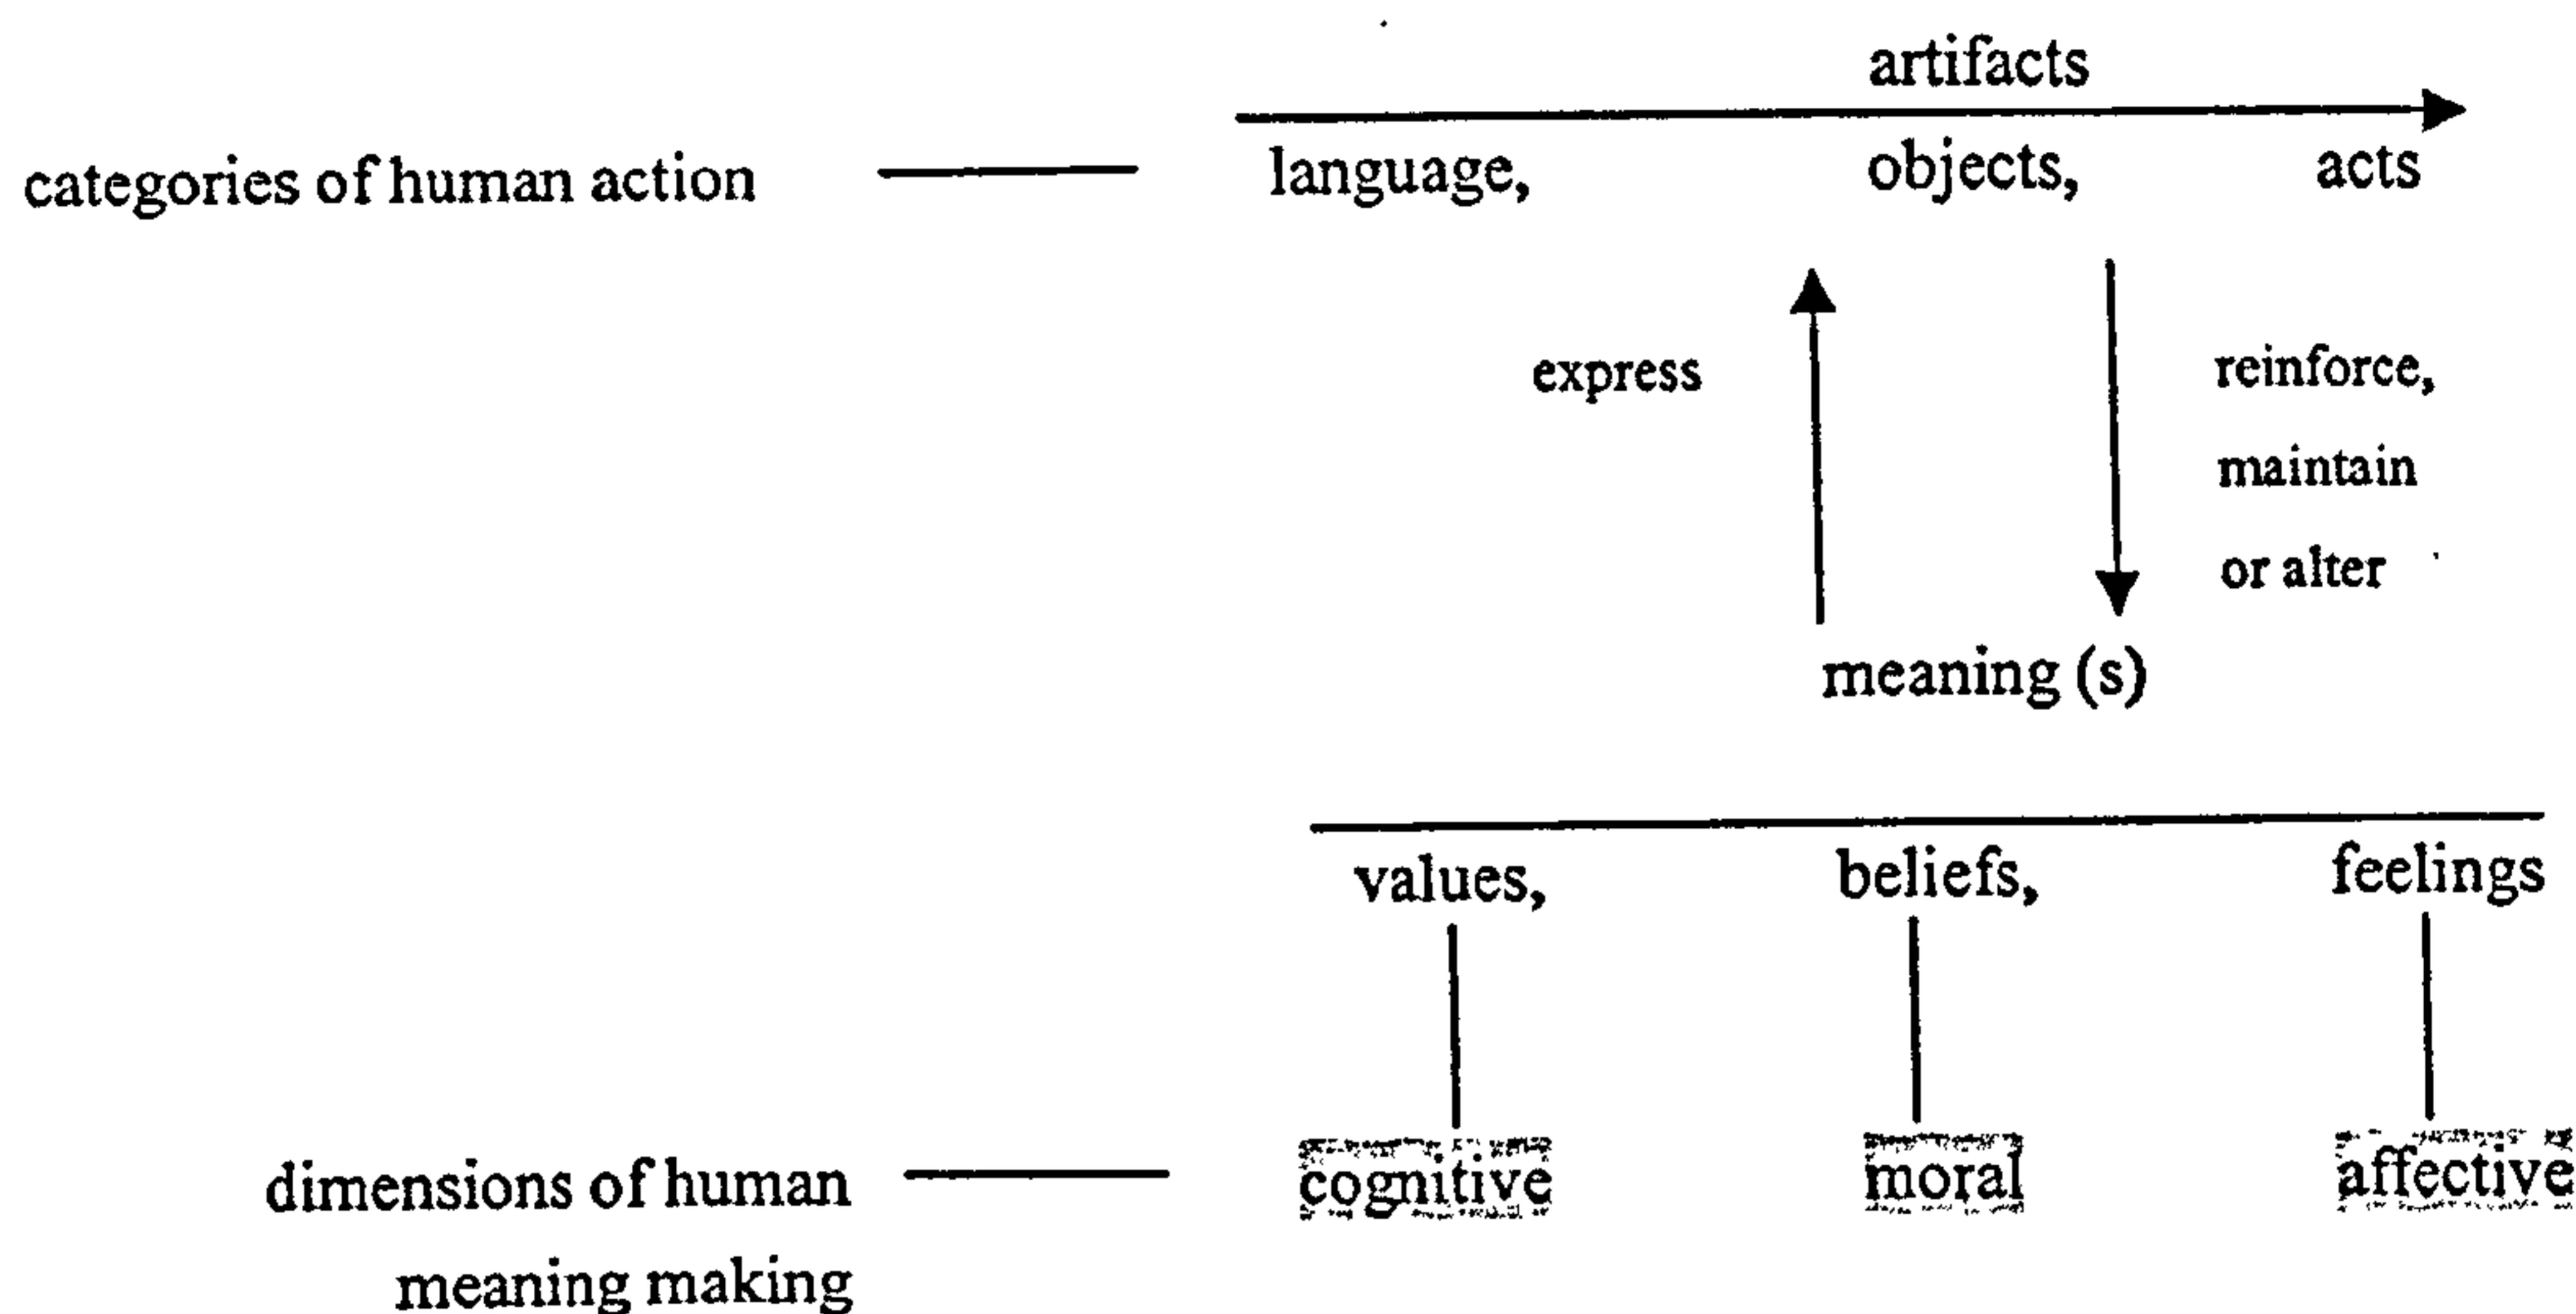 artifacts
categories of human action language, objects, acts
express
reinforce,
maintain
or alter
meaning (s)
values, beliefs, feelings
dimensions of human
meaning making
cognitive moral affective